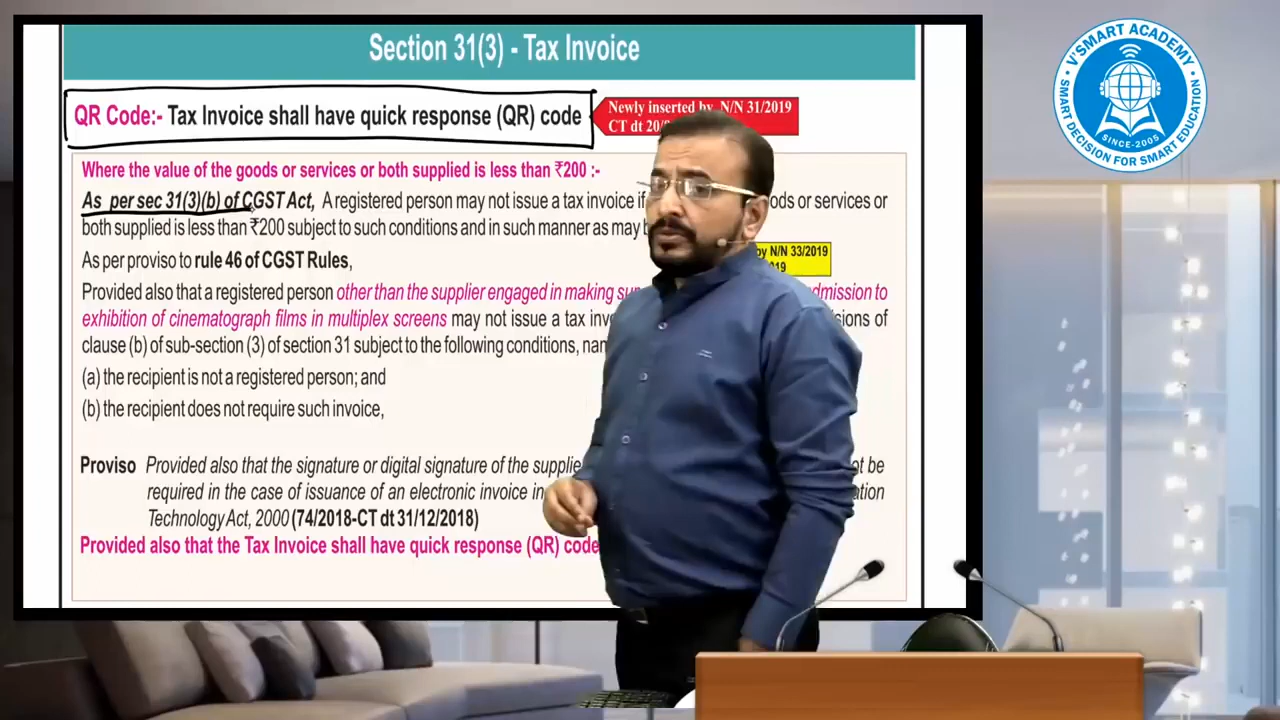 Section 31(3) - Tax Invoice
QR Code:- Tax Invoice shall have quick response (QR) code
Newly inserted by N/N 31/2019
CT dt 20/
Where the value of the goods or services or both supplied is less than ₹200 :-
As per sec 31(3)(b) of CGST Act, A registered person may not issue a tax invoice if ods or services or
both supplied is less than ₹200 subject to such conditions and in such manner as may
by N/N 33/2019
019
As per proviso to rule 46 of CGST Rules,
Provided also that a registered person other than the supplier engaged in making admission to
exhibition of cinematograph films in multiplex screens may not issue a tax of
clause (b) of sub-section (3) of section 31 subject to the following conditions,
(a) the recipient is not a registered person; and
(b) the recipient does not require such invoice,
Proviso Provided also that the signature or digital signature of the be
required in the case of issuance of an electronic invoice
Technology Act, 2000 (74/2018-CT dt 31/12/2018)
Provided also that the Tax Invoice shall have quick response (QR) code
V'SMART ACADEMY
SINCE-2005
SMART DECISION FOR SMART EDUCATION